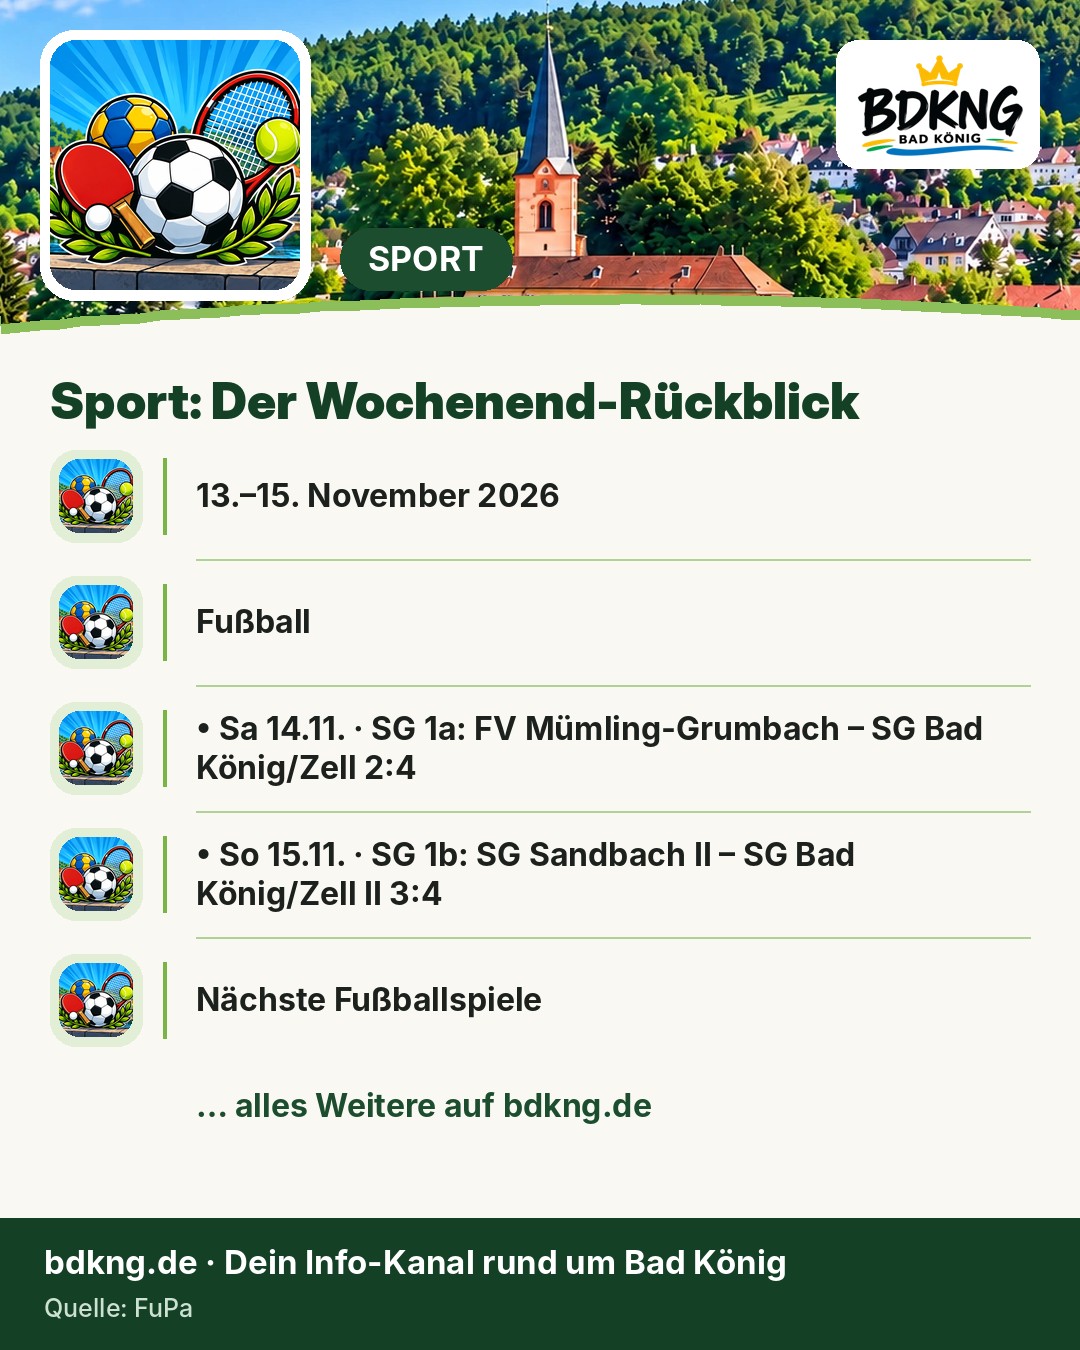 BDKNG
BAD KÖNIG
SPORT
Sport: Der Wochenend-Rückblick
13.–15. November 2026
Fußball
• Sa 14.11. · SG 1a: FV Mümling-Grumbach – SG Bad
König/Zell 2:4
• So 15.11. · SG 1b: SG Sandbach II – SG Bad
König/Zell II 3:4
Nächste Fußballspiele
… alles Weitere auf bdkng.de
bdkng.de · Dein Info-Kanal rund um Bad König
Quelle: FuPa